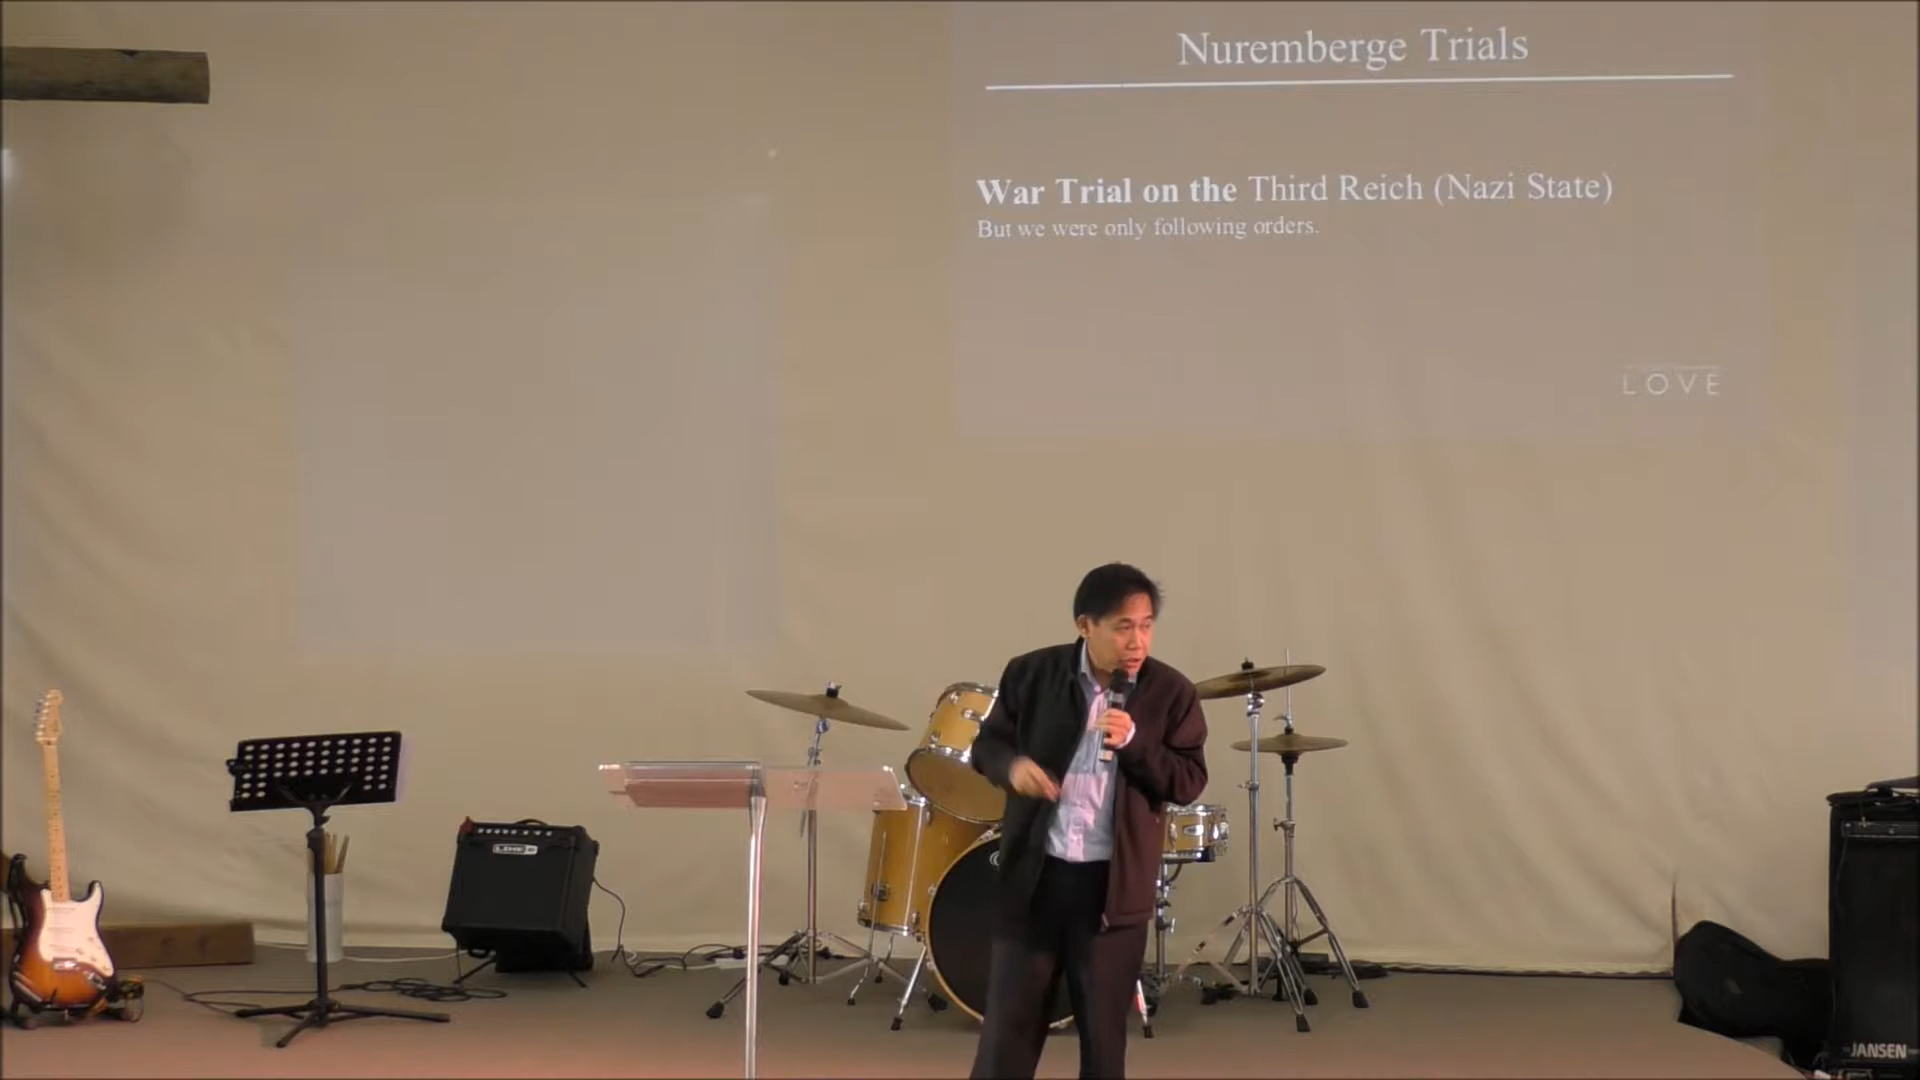 Nuremberge Trials
War Trial on the Third Reich (Nazi State)
But we were only following orders.
LOVE
LINE 6
JANSEN